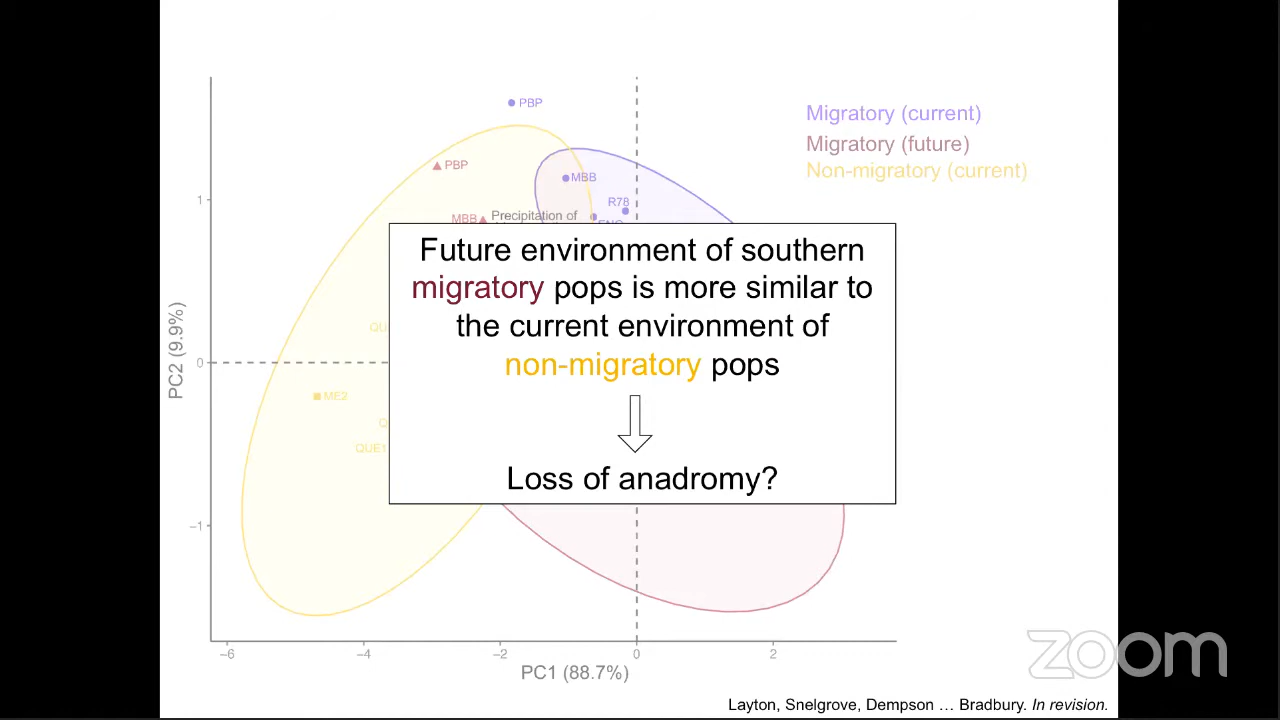 PBP
Migratory (current)
Migratory (future)
Non-migratory (current)
PBP
MBB
R78
1
MBB
Precipitation of
Future environment of southern
migratory pops is more similar to
the current environment of
non-migratory pops
Loss of anadromy?
PC2 (9.9%)
0
ME2
QUE1
−1
−6
−4
−2
0
2
PC1 (88.7%)
zoom
Layton, Snelgrove, Dempson … Bradbury. In revision.